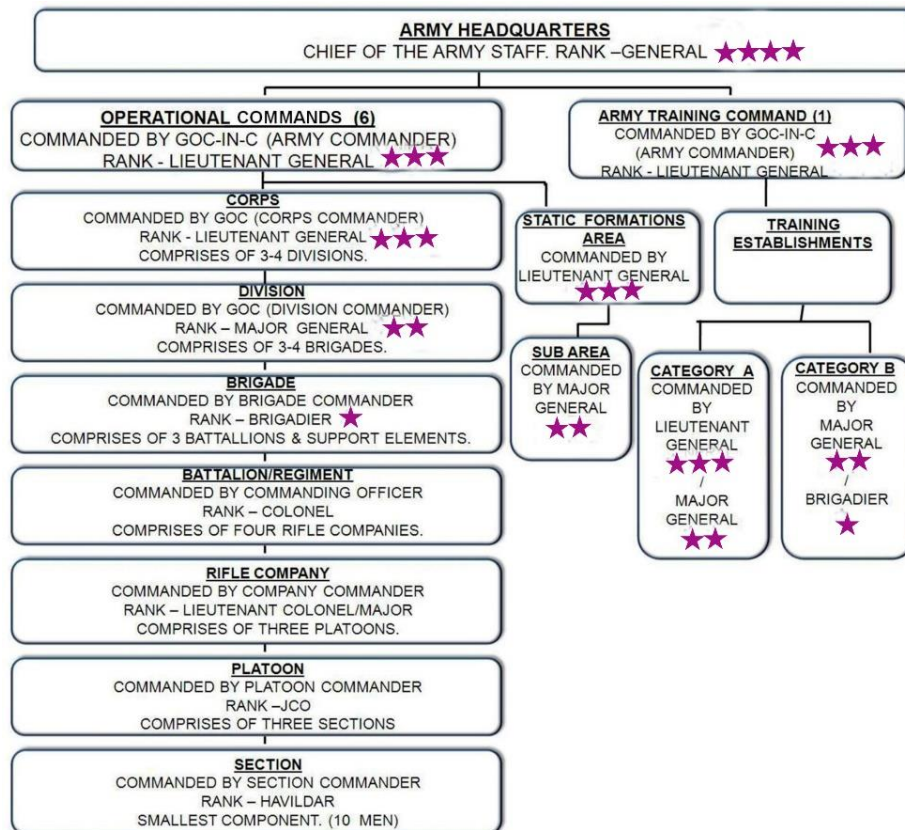 ARMY HEADQUARTERS
CHIEF OF THE ARMY STAFF. RANK –GENERAL
OPERATIONAL COMMANDS (6)
COMMANDED BY GOC-IN-C (ARMY COMMANDER)
RANK - LIEUTENANT GENERAL
ARMY TRAINING COMMAND (1)
COMMANDED BY GOC-IN-C
(ARMY COMMANDER)
RANK - LIEUTENANT GENERAL
CORPS
COMMANDED BY GOC (CORPS COMMANDER)
RANK - LIEUTENANT GENERAL
COMPRISES OF 3-4 DIVISIONS.
STATIC FORMATIONS
AREA
COMMANDED BY
LIEUTENANT GENERAL
TRAINING
ESTABLISHMENTS
DIVISION
COMMANDED BY GOC (DIVISION COMMANDER)
RANK – MAJOR GENERAL
COMPRISES OF 3-4 BRIGADES.
SUB AREA
COMMANDED
BY MAJOR
GENERAL
CATEGORY A
COMMANDED
BY
LIEUTENANT
GENERAL
/
MAJOR
GENERAL
CATEGORY B
COMMANDED
BY
MAJOR
GENERAL
/
BRIGADIER
BRIGADE
COMMANDED BY BRIGADE COMMANDER
RANK – BRIGADIER
COMPRISES OF 3 BATTALLIONS & SUPPORT ELEMENTS.
BATTALION/REGIMENT
COMMANDED BY COMMANDING OFFICER
RANK – COLONEL
COMPRISES OF FOUR RIFLE COMPANIES.
RIFLE COMPANY
COMMANDED BY COMPANY COMMANDER
RANK – LIEUTENANT COLONEL/MAJOR
COMPRISES OF THREE PLATOONS.
PLATOON
COMMANDED BY PLATOON COMMANDER
RANK –JCO
COMPRISES OF THREE SECTIONS
SECTION
COMMANDED BY SECTION COMMANDER
RANK – HAVILDAR
SMALLEST COMPONENT. (10 MEN)